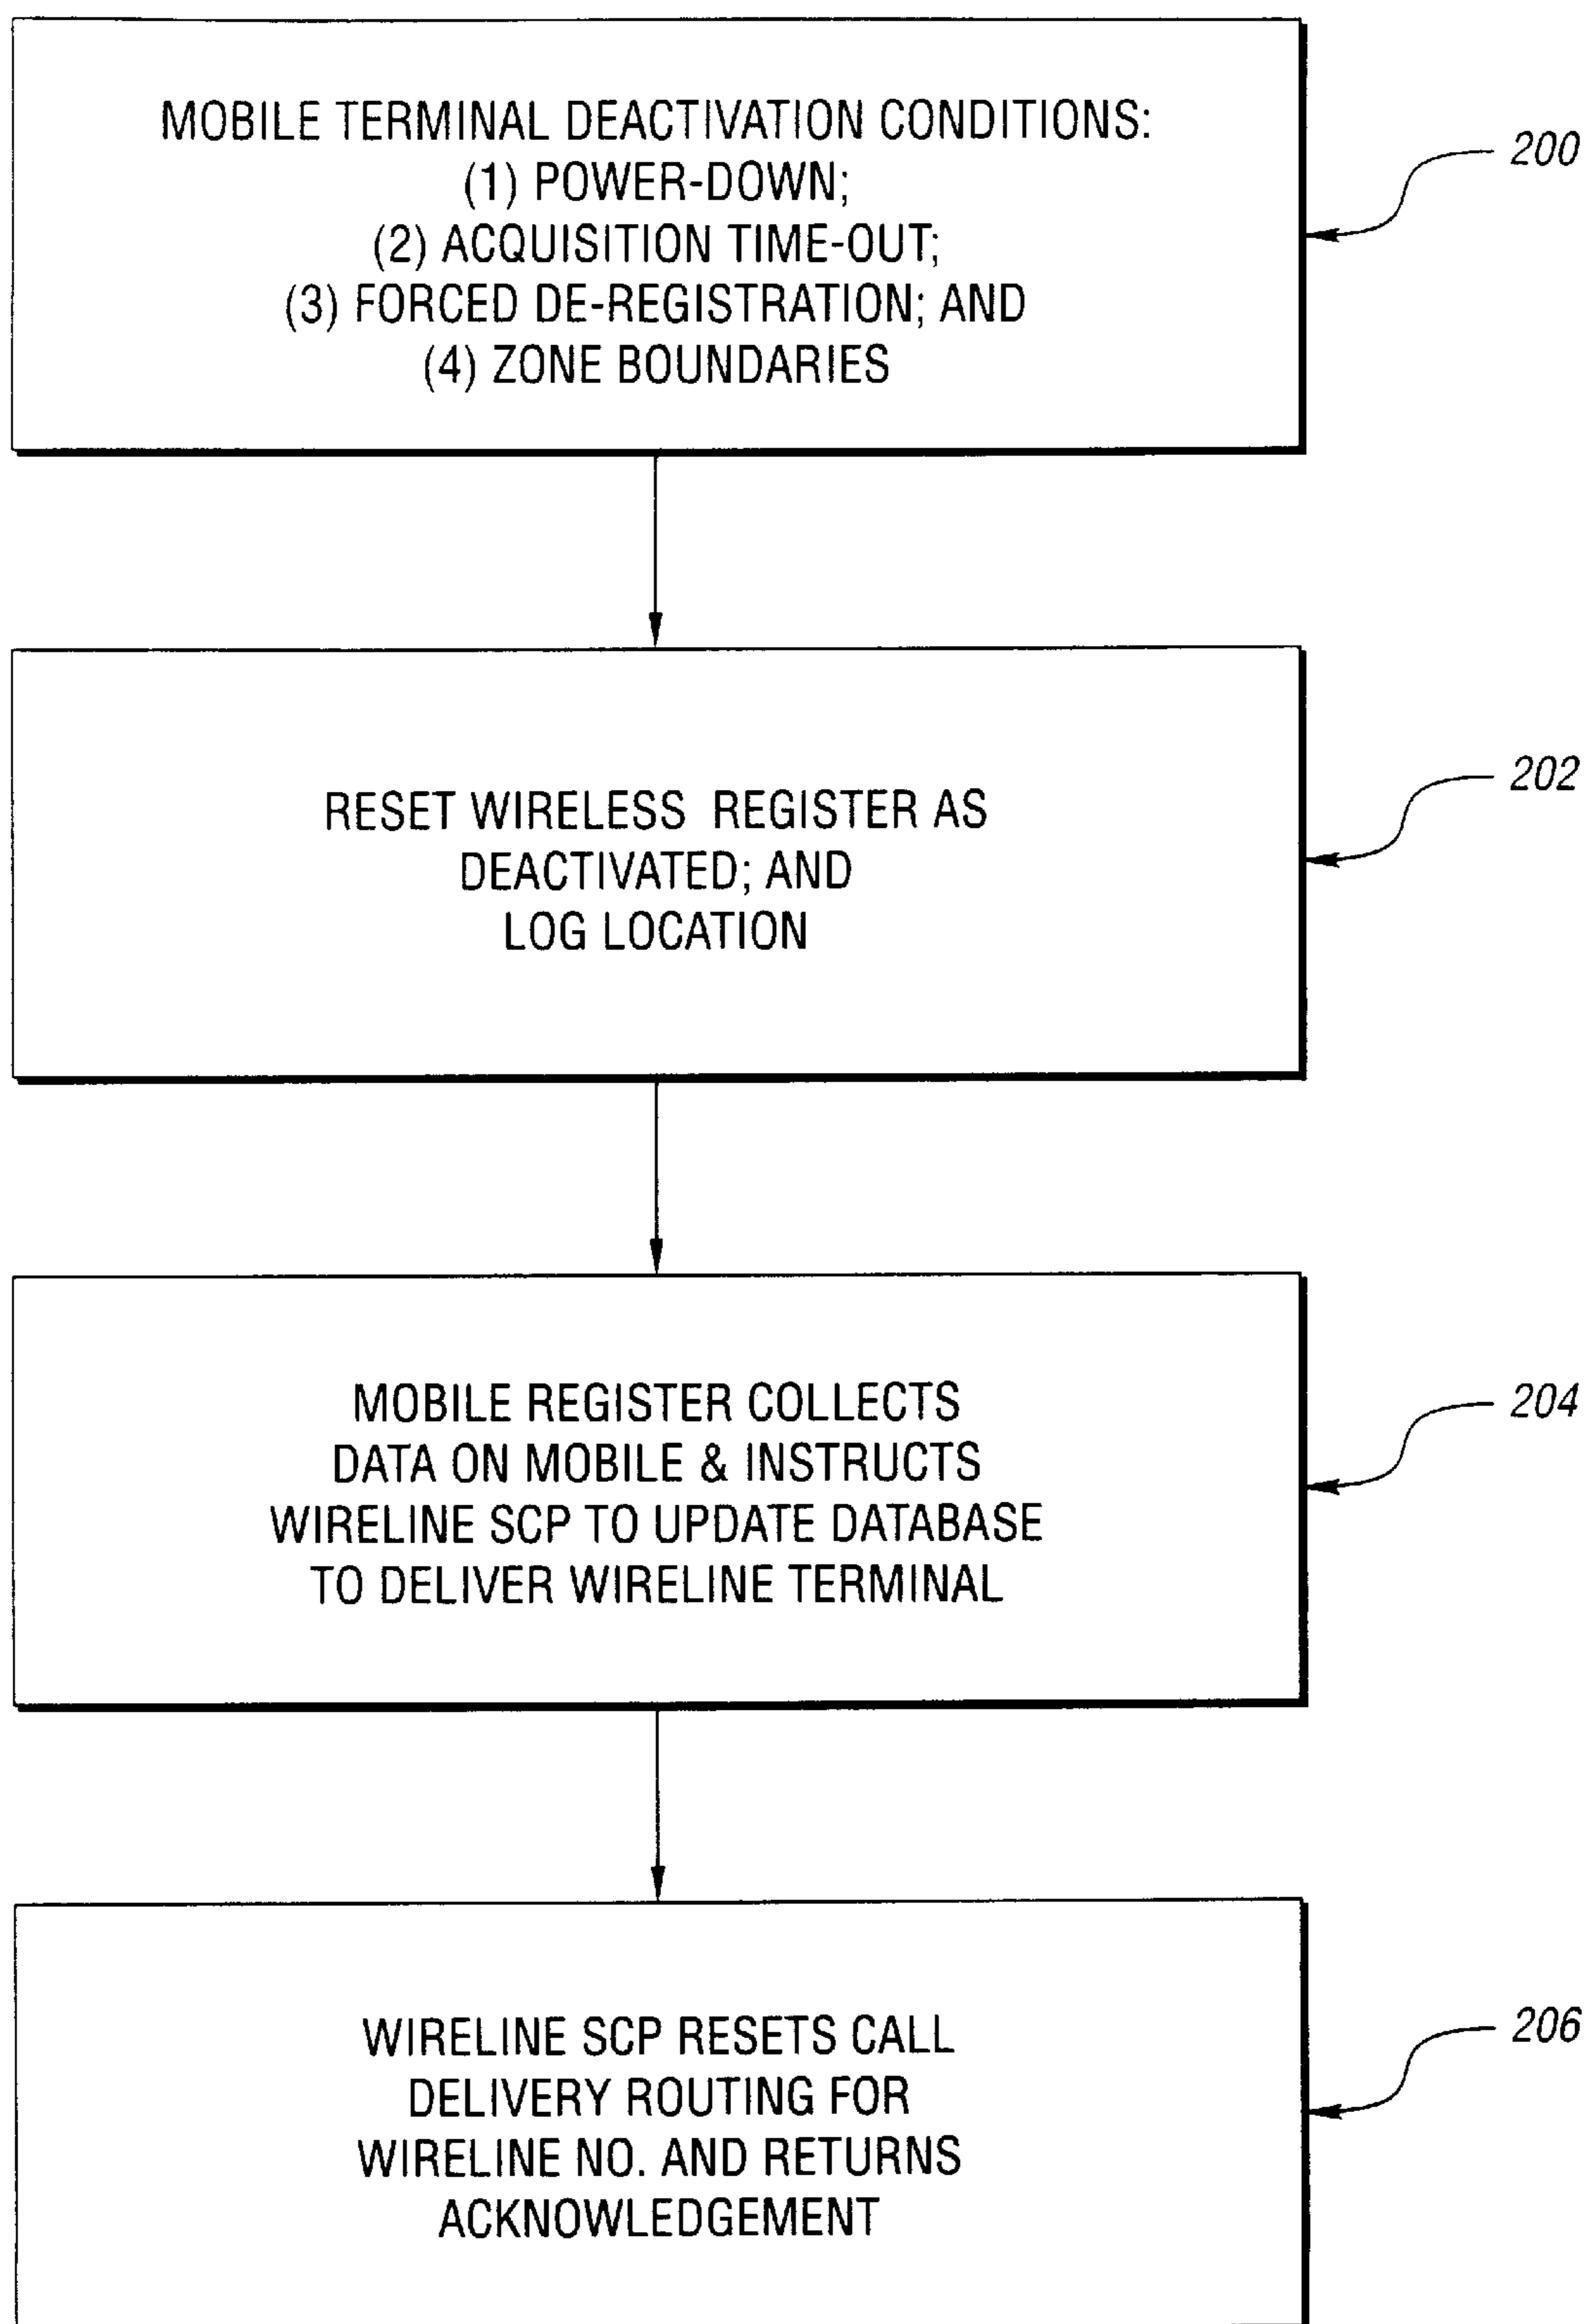 MOBILE TERMINAL DEACTIVATION CONDITIONS:
(1) POWER-DOWN;
(2) ACQUISITION TIME-OUT;
(3) FORCED DE-REGISTRATION; AND
(4) ZONE BOUNDARIES
200
RESET WIRELESS REGISTER AS
DEACTIVATED; AND
LOG LOCATION
202
MOBILE REGISTER COLLECTS
DATA ON MOBILE & INSTRUCTS
WIRELINE SCP TO UPDATE DATABASE
TO DELIVER WIRELINE TERMINAL
204
WIRELINE SCP RESETS CALL
DELIVERY ROUTING FOR
WIRELINE NO. AND RETURNS
ACKNOWLEDGEMENT
206